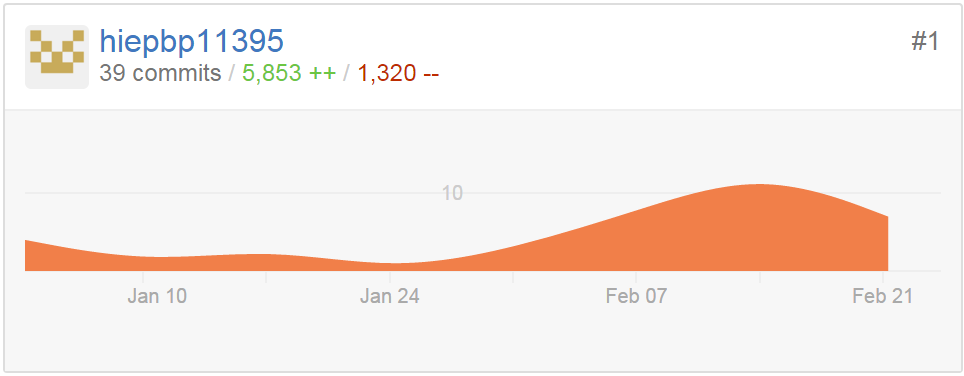 hiepbp11395
#1
39 commits / 5,853 ++ / 1,320 --
10
Jan 10 Jan 24 Feb 07 Feb 21